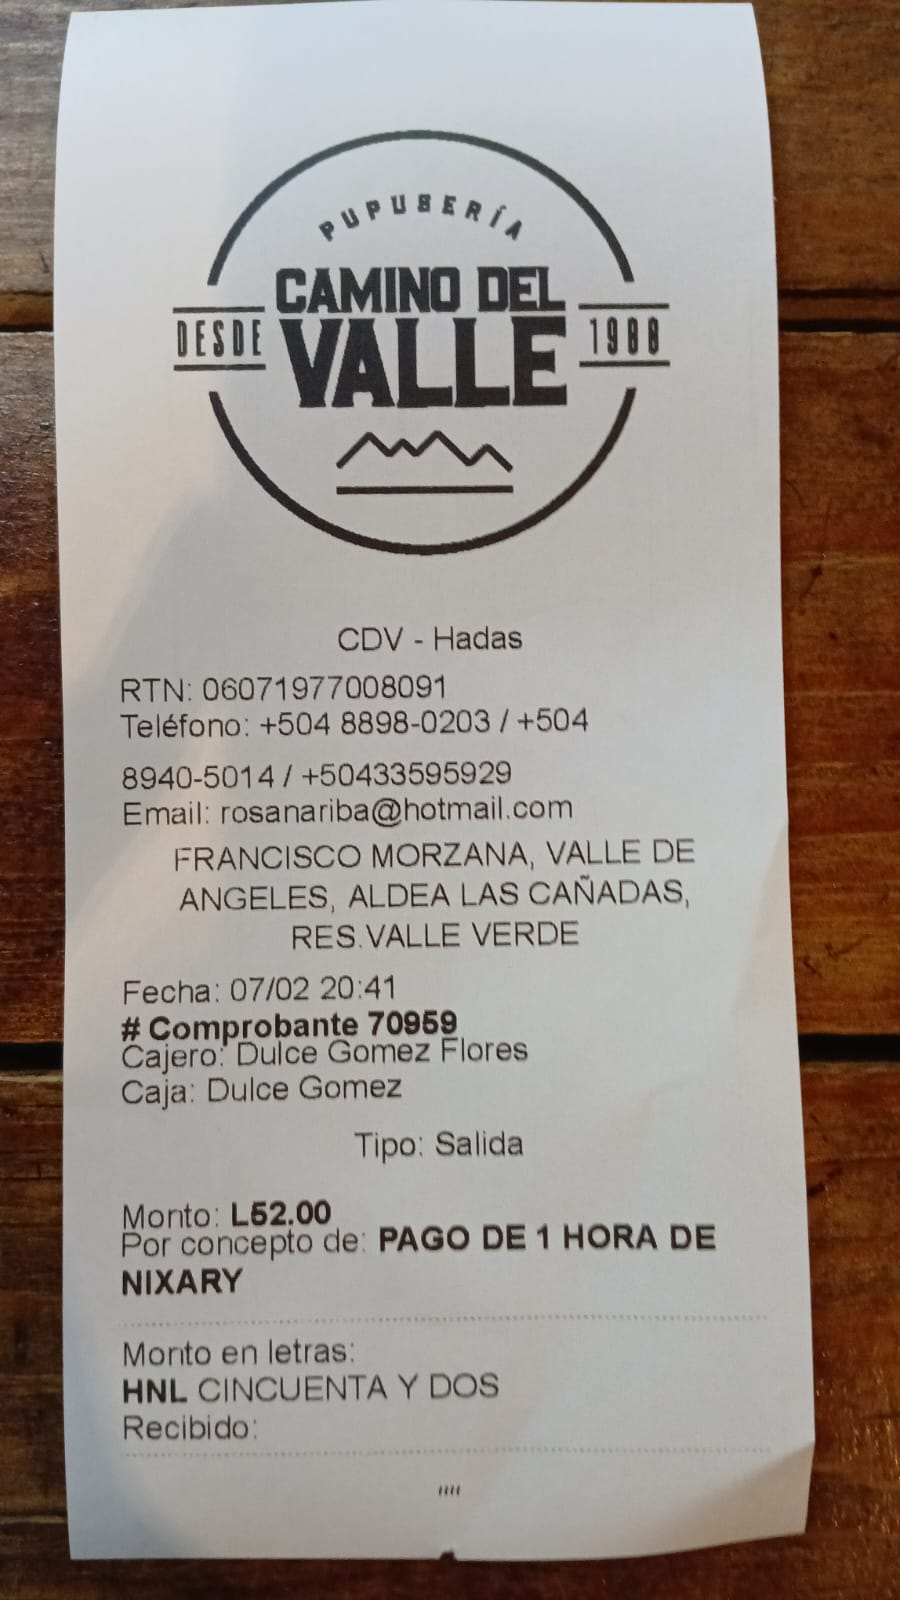 PUPUSERÍA
CAMINO DEL
DESDE VALLE 1988
CDV - Hadas
RTN: 06071977008091
Teléfono: +504 8898-0203 / +504
8940-5014 / +50433595929
Email: rosanariba@hotmail.com
FRANCISCO MORZANA, VALLE DE
ANGELES, ALDEA LAS CAÑADAS,
RES.VALLE VERDE
Fecha: 07/02 20:41
# Comprobante 70959
Cajero: Dulce Gomez Flores
Caja: Dulce Gomez
Tipo: Salida
Monto: L52.00
Por concepto de: PAGO DE 1 HORA DE
NIXARY
Monto en letras:
HNL CINCUENTA Y DOS
Recibido: